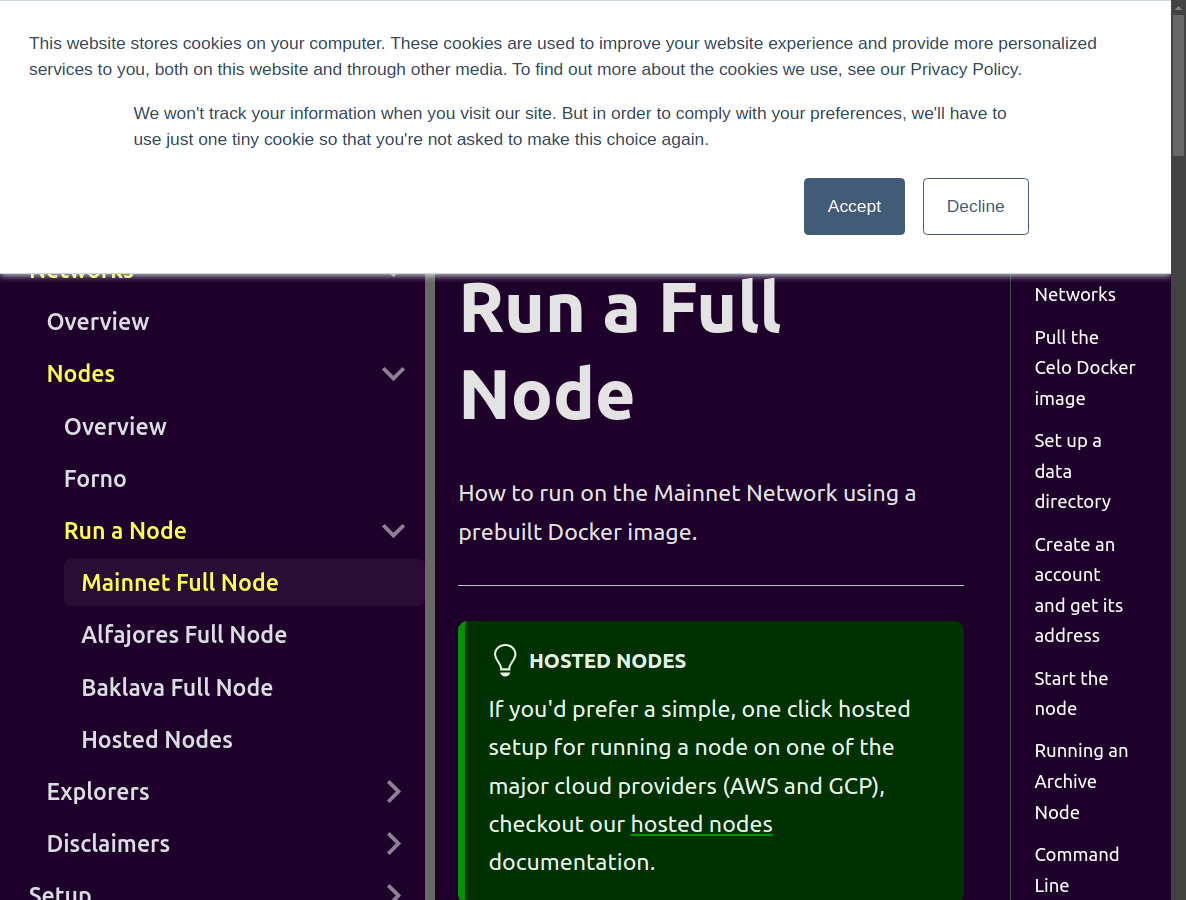 This website stores cookies on your computer. These cookies are used to improve your website experience and provide more personalized
services to you, both on this website and through other media. To find out more about the cookies we use, see our Privacy Policy.
We won't track your information when you visit our site. But in order to comply with your preferences, we'll have to
use just one tiny cookie so that you're not asked to make this choice again.
Accept
Decline
Networks
Overview
Nodes
Overview
Forno
Run a Node
Mainnet Full Node
Alfajores Full Node
Baklava Full Node
Hosted Nodes
Explorers
Disclaimers
Setup
Run a Full
Node
How to run on the Mainnet Network using a
prebuilt Docker image.
HOSTED NODES
If you'd prefer a simple, one click hosted
setup for running a node on one of the
major cloud providers (AWS and GCP),
checkout our hosted nodes
documentation.
Networks
Pull the
Celo Docker
image
Set up a
data
directory
Create an
account
and get its
address
Start the
node
Running an
Archive
Node
Command
Line